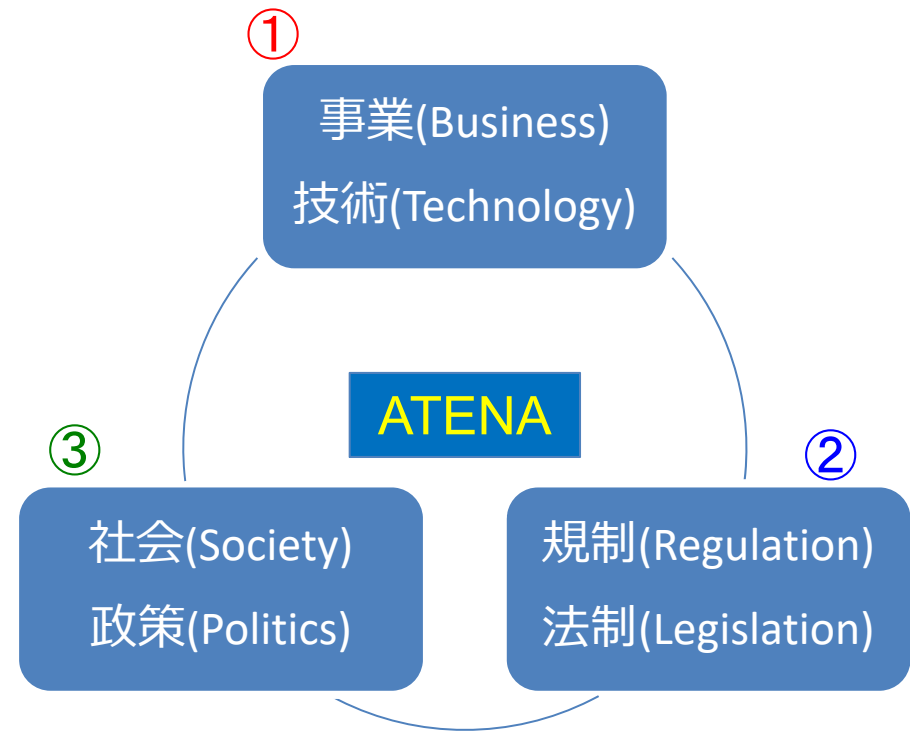 ①
事業(Business)
技術(Technology)
ATENA
③
②
社会(Society)
政策(Politics)
規制(Regulation)
法制(Legislation)